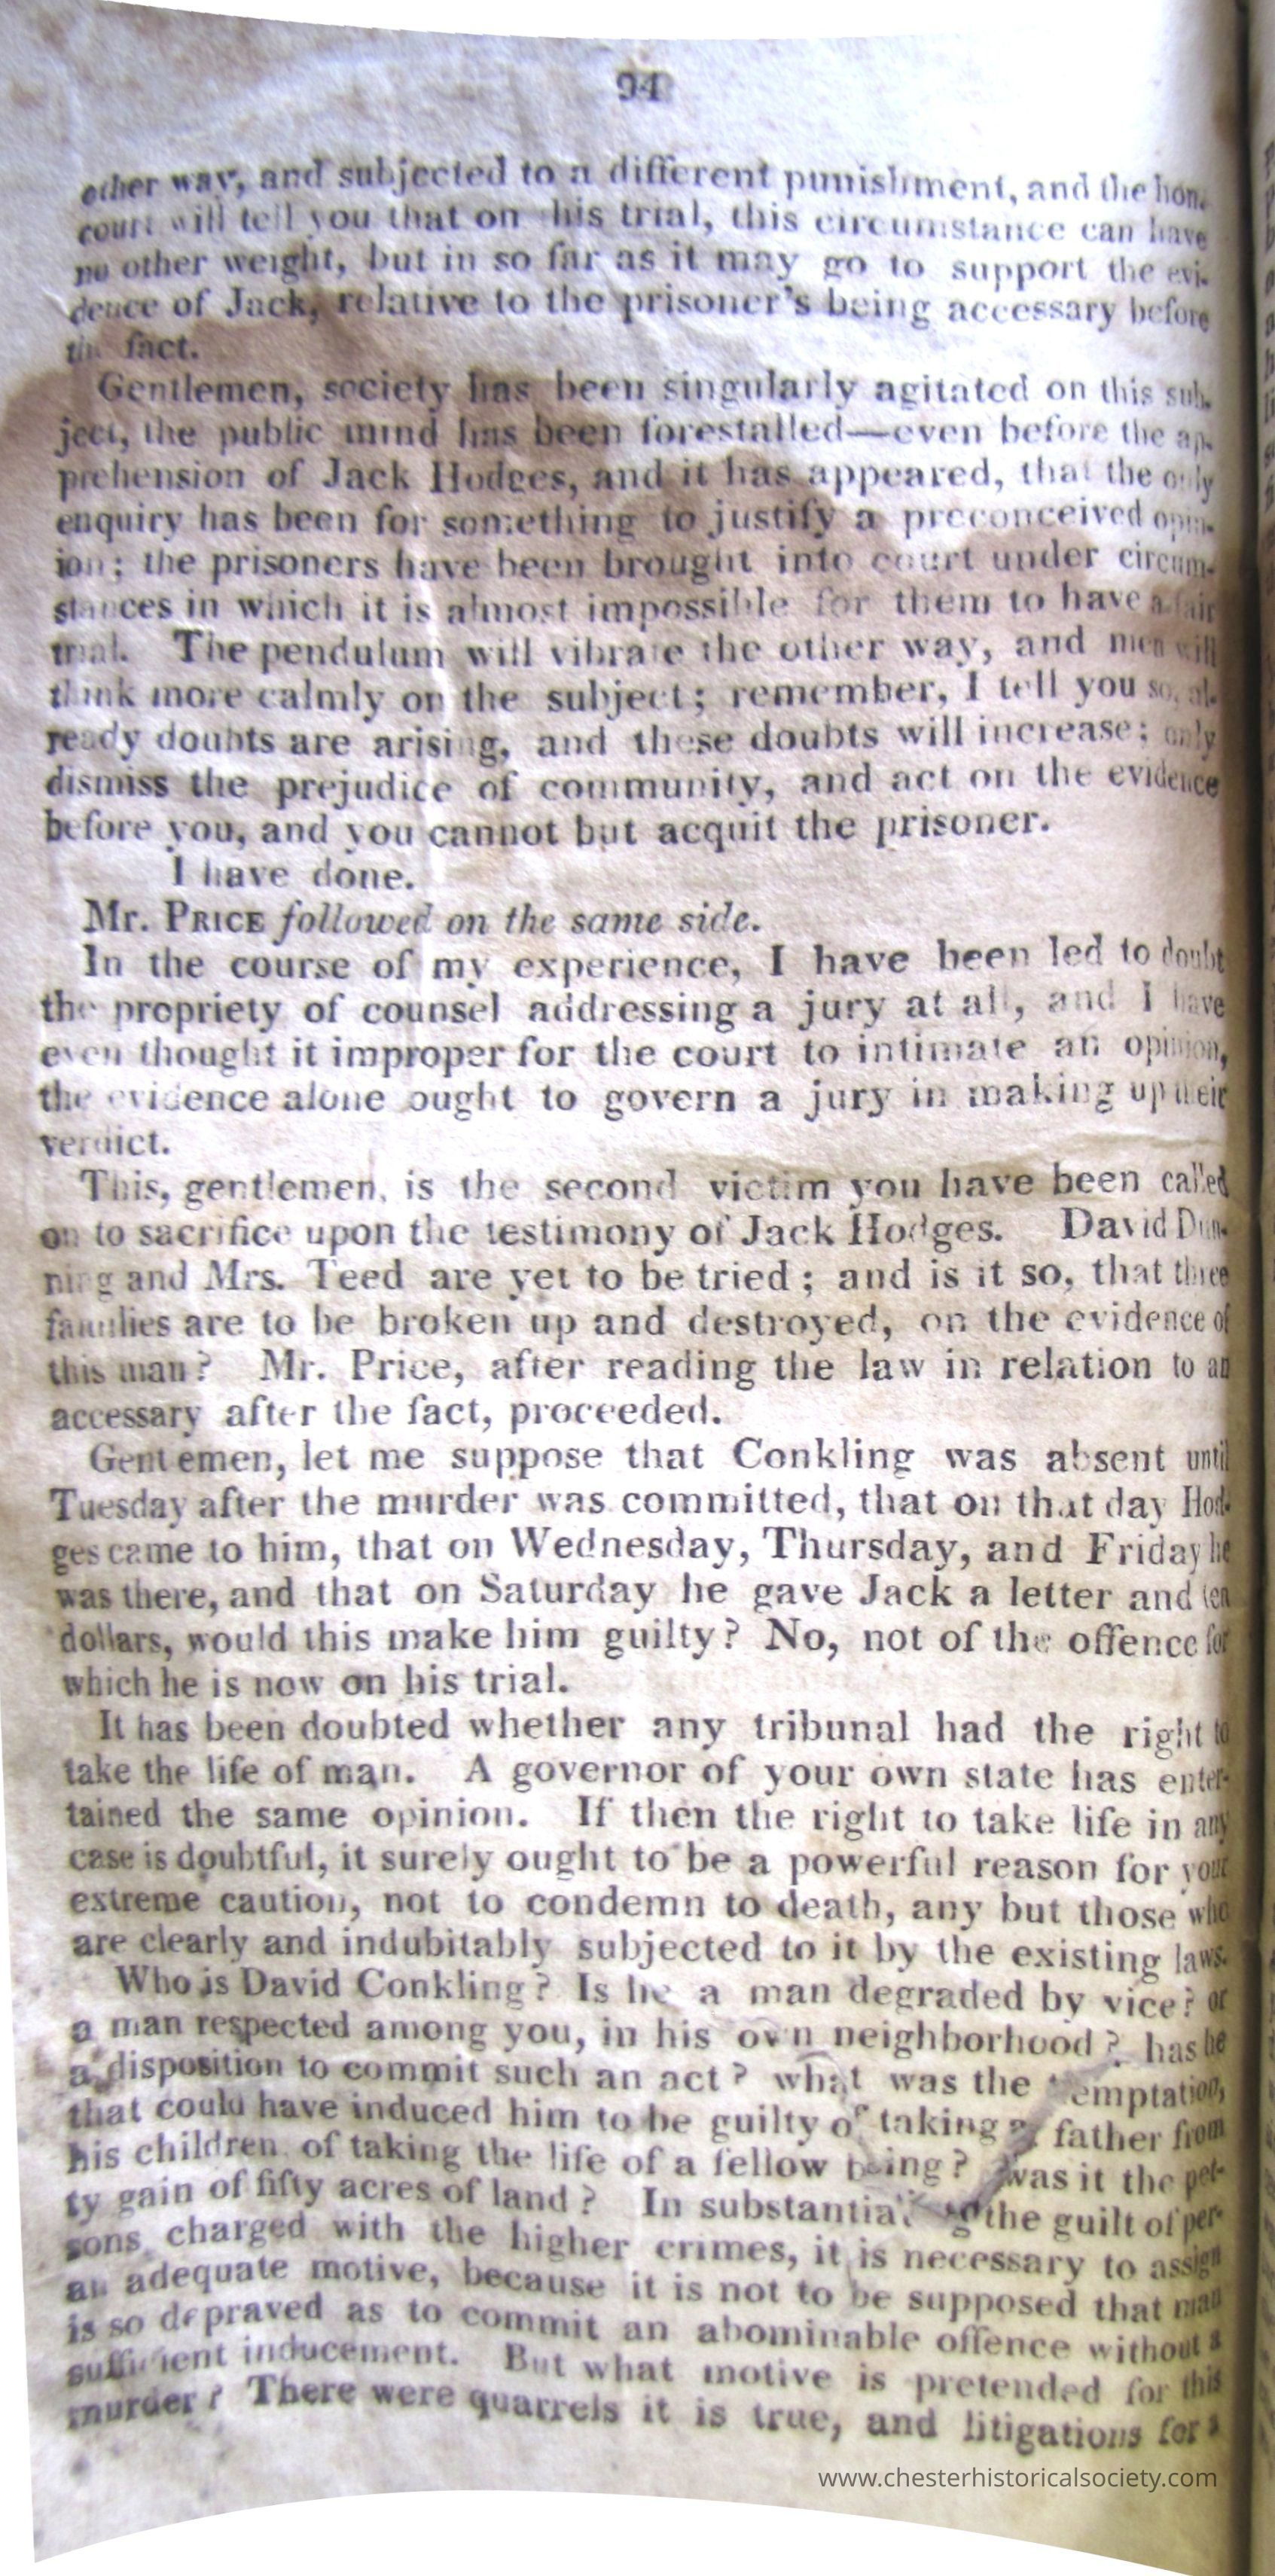 94
other way, and subjected to a different punishment, and the hon.
court will tell you that on his trial, this circumstance can have
no other weight, but in so far as it may go to support the evi-
dence of Jack, relative to the prisoner's being accessary before
the fact.
Gentlemen, society has been singularly agitated on this sub-
ject, the public mind has been forestalled—even before the ap-
prehension of Jack Hodges, and it has appeared, that the only
enquiry has been for something to justify a preconceived opin-
ion; the prisoners have been brought into court under circum-
stances in which it is almost impossible for them to have a fair
trial. The pendulum will vibrate the other way, and men will
think more calmly on the subject; remember, I tell you so, al-
ready doubts are arising, and these doubts will increase; only
dismiss the prejudice of community, and act on the evidence
before you, and you cannot but acquit the prisoner.
I have done.
Mr. PRICE followed on the same side.
In the course of my experience, I have been led to doubt
the propriety of counsel addressing a jury at all, and I have
even thought it improper for the court to intimate an opinion,
the evidence alone ought to govern a jury in making up their
verdict.
This, gentlemen, is the second victim you have been called
on to sacrifice upon the testimony of Jack Hodges. David Dun-
ning and Mrs. Teed are yet to be tried; and is it so, that three
families are to be broken up and destroyed, on the evidence of
this man? Mr. Price, after reading the law in relation to an
accessary after the fact, proceeded.
Gentlemen, let me suppose that Conkling was absent until
Tuesday after the murder was committed, that on that day Hod-
ges came to him, that on Wednesday, Thursday, and Friday he
was there, and that on Saturday he gave Jack a letter and ten
dollars, would this make him guilty? No, not of the offence for
which he is now on his trial.
It has been doubted whether any tribunal had the right to
take the life of man. A governor of your own state has enter-
tained the same opinion. If then the right to take life in any
case is doubtful, it surely ought to be a powerful reason for your
extreme caution, not to condemn to death, any but those who
are clearly and indubitably subjected to it by the existing laws.
Who is David Conkling? Is he a man degraded by vice? or
a man respected among you, in his own neighborhood? has he
a disposition to commit such an act? what was the temptation,
that could have induced him to be guilty of taking a father from
his children, of taking the life of a fellow being? was it the pet-
ty gain of fifty acres of land? In substantiating the guilt of per-
sons charged with the higher crimes, it is necessary to assign
an adequate motive, because it is not to be supposed that man
is so depraved as to commit an abominable offence without a
sufficient inducement. But what motive is pretended for this
murder? There were quarrels it is true, and litigations for a
www.chesterhistoricalsociety.com